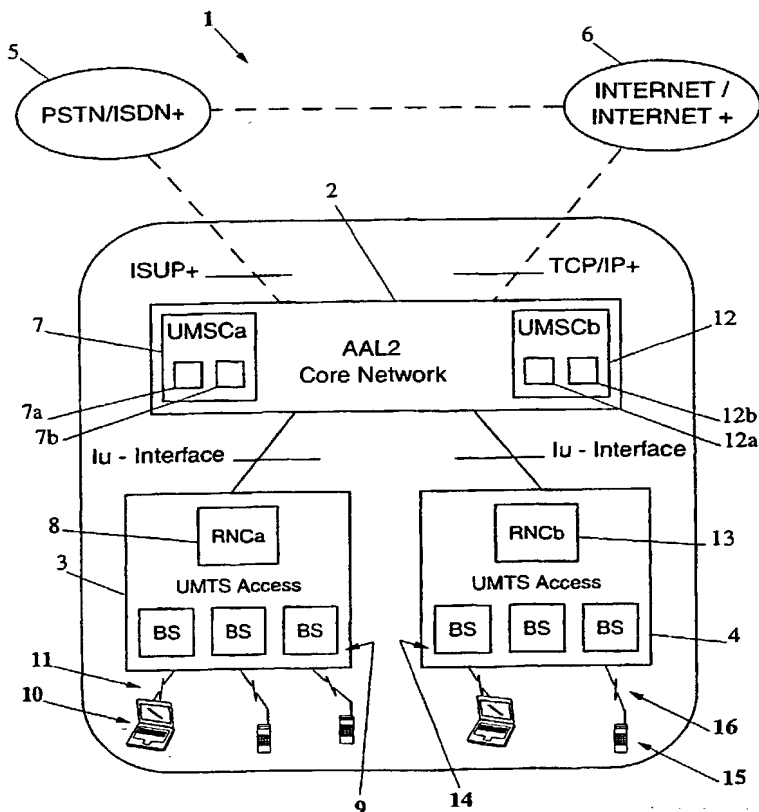 1
5
6
PSTN/ISDN+
INTERNET /
INTERNET +
2
ISUP+
TCP/IP+
7
UMSCa
AAL2
Core Network
UMSCb
12
7a
7b
12b
12a
Iu - Interface
Iu - Interface
8
RNCa
RNCb
13
3
UMTS Access
UMTS Access
BS
BS
BS
BS
BS
BS
4
11
10
16
15
9
14